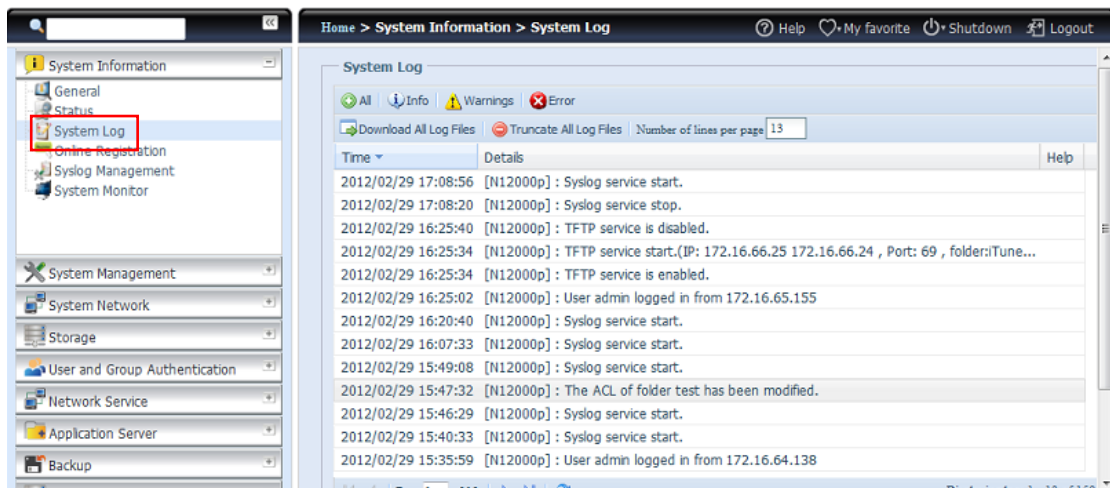 Home > System Information > System Log
Help My favorite Shutdown Logout
System Information
General
Status
System Log
Online Registration
Syslog Management
System Monitor
System Management
System Network
Storage
User and Group Authentication
Network Service
Application Server
Backup
System Log
All Info Warnings Error
Download All Log Files Truncate All Log Files Number of lines per page 13
Time Details Help
2012/02/29 17:08:56 [N12000p] : Syslog service start.
2012/02/29 17:08:20 [N12000p] : Syslog service stop.
2012/02/29 16:25:40 [N12000p] : TFTP service is disabled.
2012/02/29 16:25:34 [N12000p] : TFTP service start.(IP: 172.16.66.25 172.16.66.24 , Port: 69 , folder:iTune...
2012/02/29 16:25:34 [N12000p] : TFTP service is enabled.
2012/02/29 16:25:02 [N12000p] : User admin logged in from 172.16.65.155
2012/02/29 16:20:40 [N12000p] : Syslog service start.
2012/02/29 16:07:33 [N12000p] : Syslog service start.
2012/02/29 15:49:08 [N12000p] : Syslog service start.
2012/02/29 15:47:32 [N12000p] : The ACL of folder test has been modified.
2012/02/29 15:46:29 [N12000p] : Syslog service start.
2012/02/29 15:40:33 [N12000p] : Syslog service start.
2012/02/29 15:35:59 [N12000p] : User admin logged in from 172.16.64.138